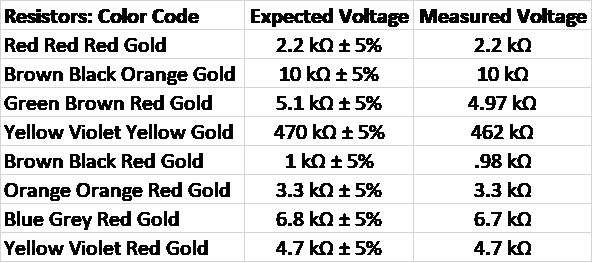 Resistors: Color Code Expected Voltage Measured Voltage
Red Red Red Gold 2.2 kΩ ± 5% 2.2 kΩ
Brown Black Orange Gold 10 kΩ ± 5% 10 kΩ
Green Brown Red Gold 5.1 kΩ ± 5% 4.97 kΩ
Yellow Violet Yellow Gold 470 kΩ ± 5% 462 kΩ
Brown Black Red Gold 1 kΩ ± 5% .98 kΩ
Orange Orange Red Gold 3.3 kΩ ± 5% 3.3 kΩ
Blue Grey Red Gold 6.8 kΩ ± 5% 6.7 kΩ
Yellow Violet Red Gold 4.7 kΩ ± 5% 4.7 kΩ